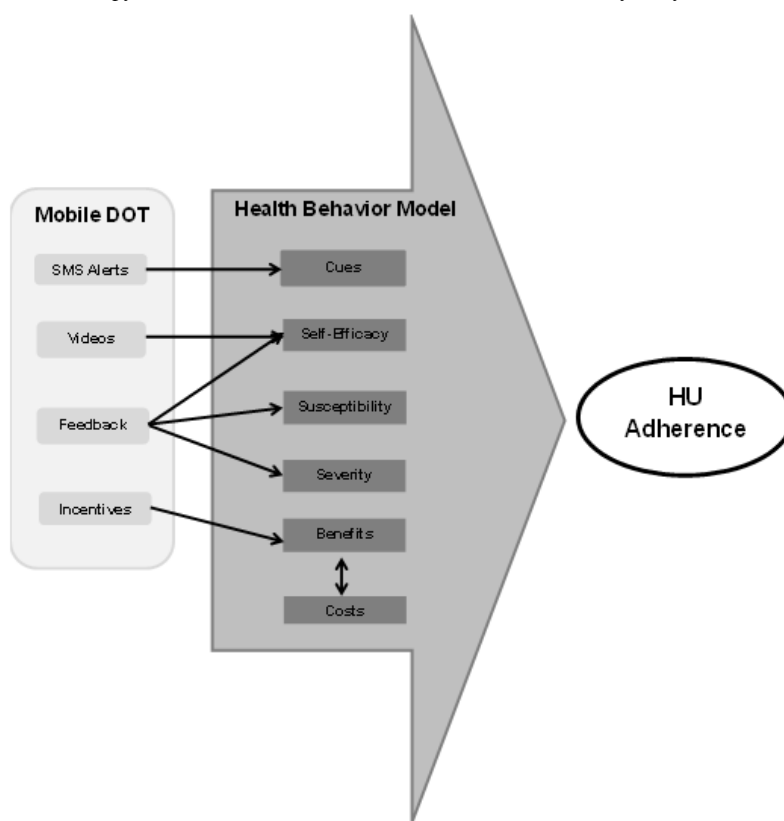 Mobile DOT
SMS Alerts
Videos
Feedback
Incentives
Health Behavior Model
Cues
Self-Efficacy
Susceptibility
Severity
Benefits
Costs
HU
Adherence